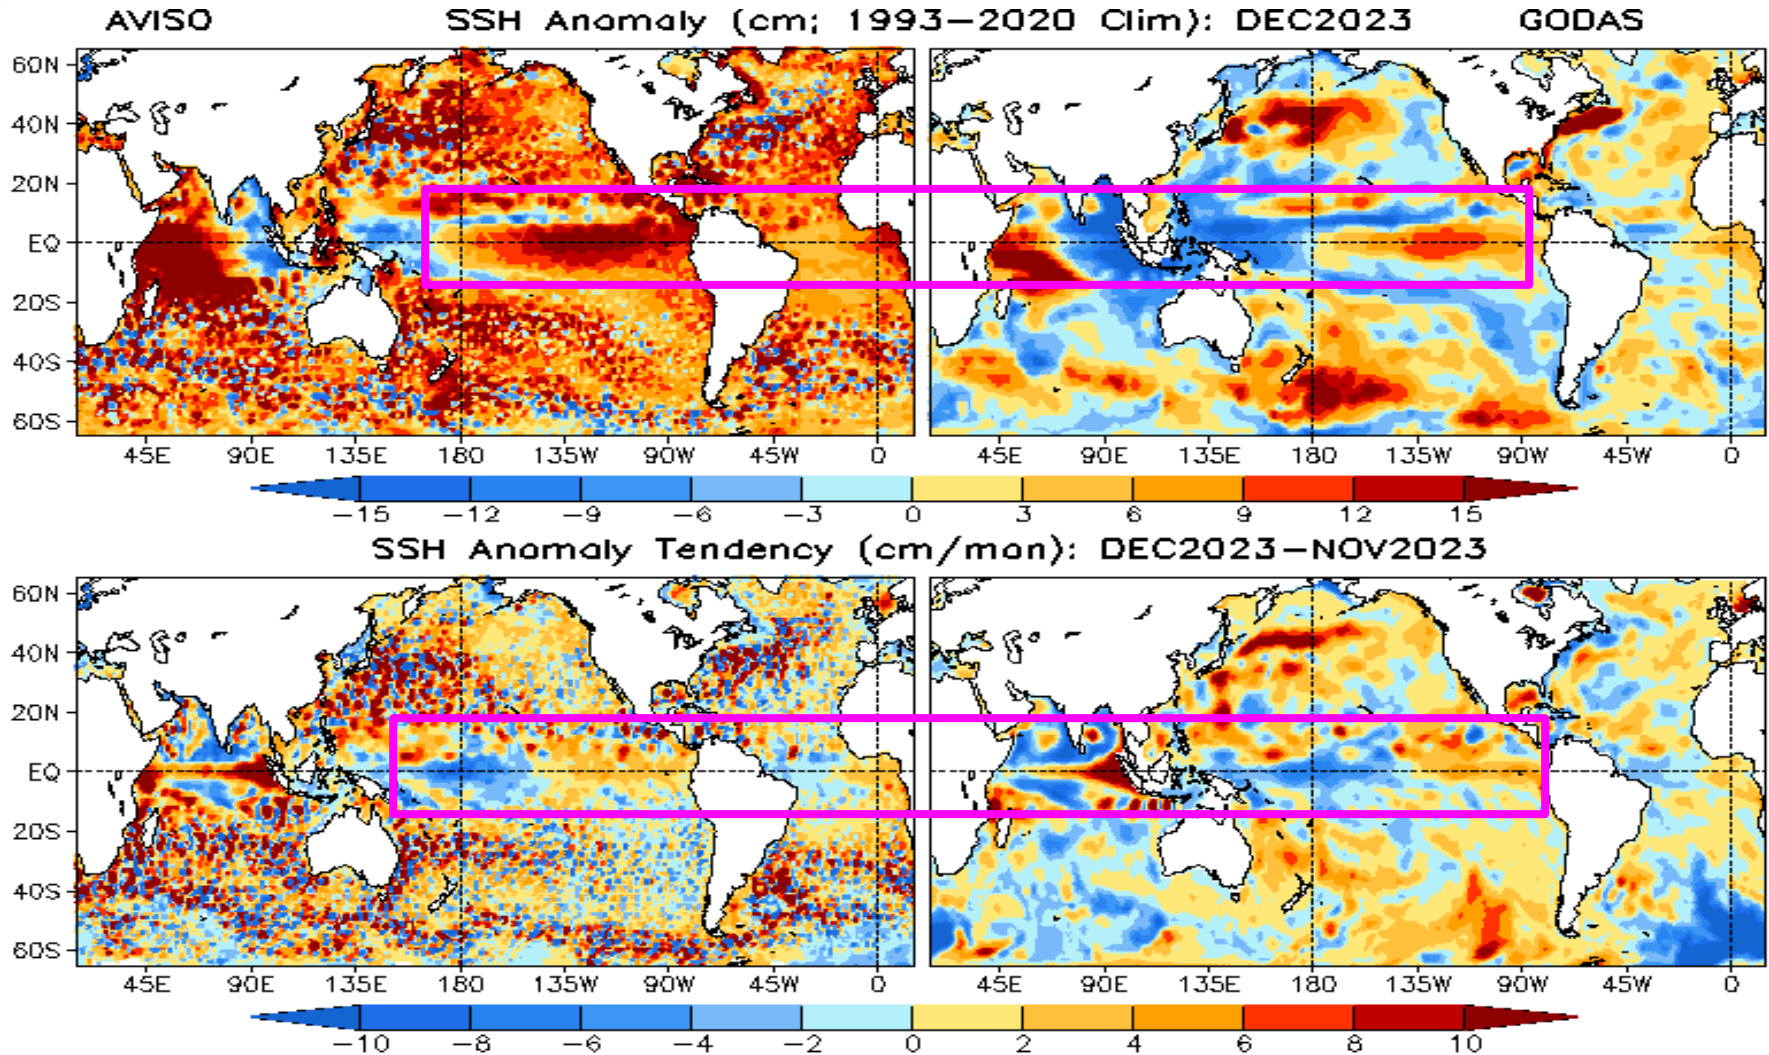 AVISO SSH Anomaly (cm; 1993-2020 Clim): DEC2023 GODAS
60N
40N
20N
EQ
20S
40S
60S
45E 90E 135E 180 135W 90W 45W 0 45E 90E 135E 180 135W 90W 45W 0
-15 -12 -9 -6 -3 0 3 6 9 12 15
SSH Anomaly Tendency (cm/mon): DEC2023-NOV2023
60N
40N
20N
EQ
20S
40S
60S
45E 90E 135E 180 135W 90W 45W 0 45E 90E 135E 180 135W 90W 45W 0
-10 -8 -6 -4 -2 0 2 4 6 8 10